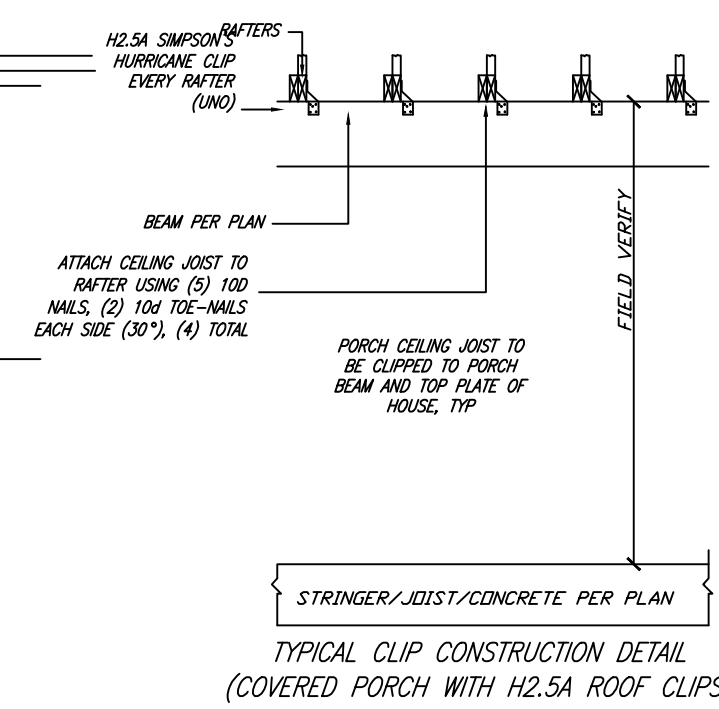 RAFTERS
H2.5A SIMPSON'S
HURRICANE CLIP
EVERY RAFTER
(UNO)
BEAM PER PLAN
ATTACH CEILING JOIST TO
RAFTER USING (5) 10D
NAILS, (2) 10d TOE-NAILS
EACH SIDE (30°), (4) TOTAL
FIELD VERIFY
PORCH CEILING JOIST TO
BE CLIPPED TO PORCH
BEAM AND TOP PLATE OF
HOUSE, TYP
STRINGER/JOIST/CONCRETE PER PLAN
TYPICAL CLIP CONSTRUCTION DETAIL
(COVERED PORCH WITH H2.5A ROOF CLIPS